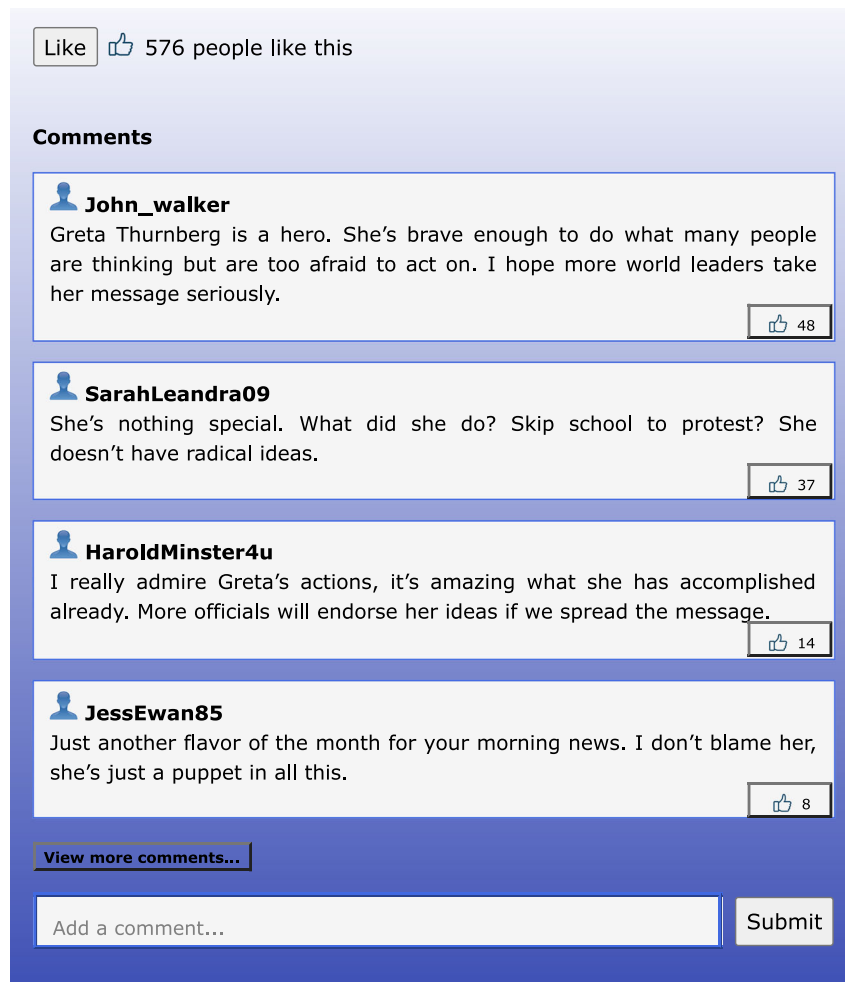 Like 576 people like this
Comments
John_walker
Greta Thurnberg is a hero. She’s brave enough to do what many people
are thinking but are too afraid to act on. I hope more world leaders take
her message seriously.
48
SarahLeandra09
She’s nothing special. What did she do? Skip school to protest? She
doesn’t have radical ideas.
37
HaroldMinster4u
I really admire Greta’s actions, it’s amazing what she has accomplished
already. More officials will endorse her ideas if we spread the message.
14
JessEwan85
Just another flavor of the month for your morning news. I don’t blame her,
she’s just a puppet in all this.
8
View more comments...
Add a comment... Submit